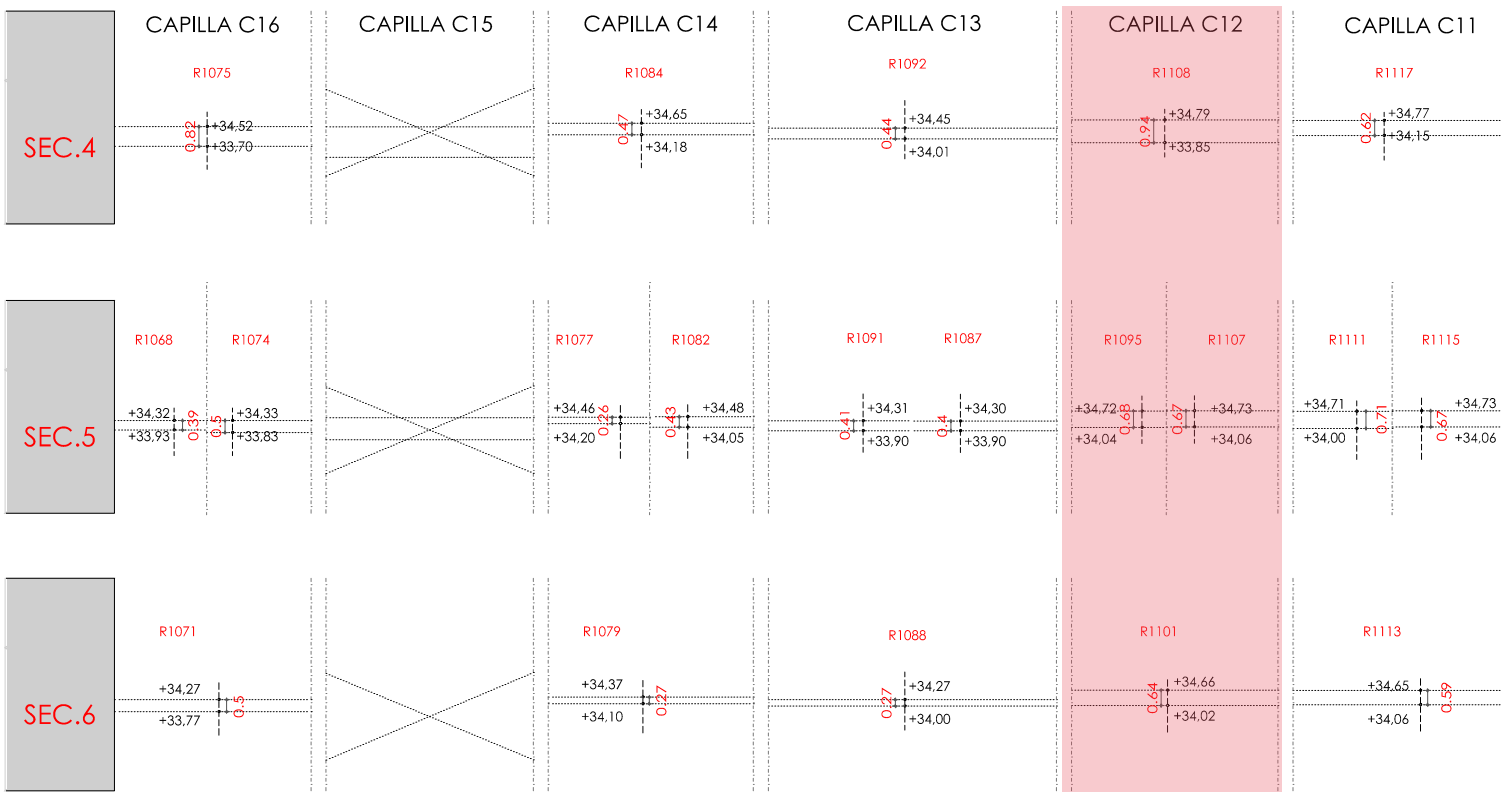 CAPILLA C16 CAPILLA C15 CAPILLA C14 CAPILLA C13 CAPILLA C12 CAPILLA C11
R1075 R1084 R1092 R1108 R1117
SEC.4
0.82 +34,52 0.47 +34,65 0.44 +34,45 0.94 +34,79 0.62 +34,77
+33,70 +34,18 +34,01 +33,85 +34,15
R1068 R1074 R1077 R1082 R1091 R1087 R1095 R1107 R1111 R1115
SEC.5
+34,32 0.39 0.5 +34,33 +34,46 0.26 0.43 +34,48 0.41 +34,31 0.4 +34,30 +34,72 0.68 0.67 +34,73 +34,71 0.71 0.67 +34,73
+33,93 +33,83 +34,20 +34,05 +33,90 +33,90 +34,04 +34,06 +34,00 +34,06
R1071 R1079 R1088 R1101 R1113
SEC.6
+34,27 0.5 +34,37 0.27 0.27 +34,27 0.64 +34,66 +34,65 0.59
+33,77 +34,10 +34,00 +34,02 +34,06